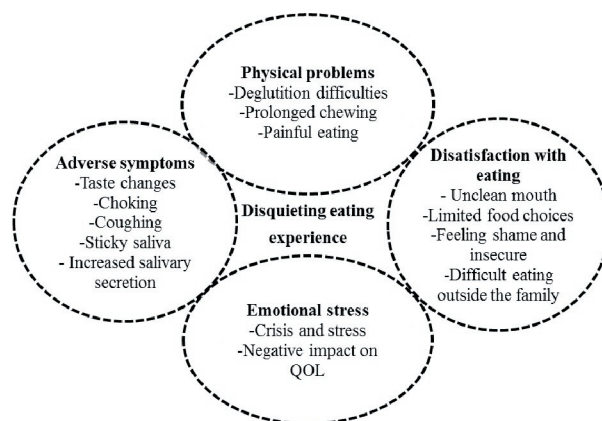 Physical problems
-Deglutition difficulties
-Prolonged chewing
-Painful eating
Adverse symptoms
-Taste changes
-Choking
-Coughing
-Sticky saliva
- Increased salivary
secretion
Disquieting eating
experience
Disatisfaction with
eating
- Unclean mouth
-Limited food choices
-Feeling shame and
insecure
-Difficult eating
outside the family
Emotional stress
-Crisis and stress
-Negative impact on
QOL